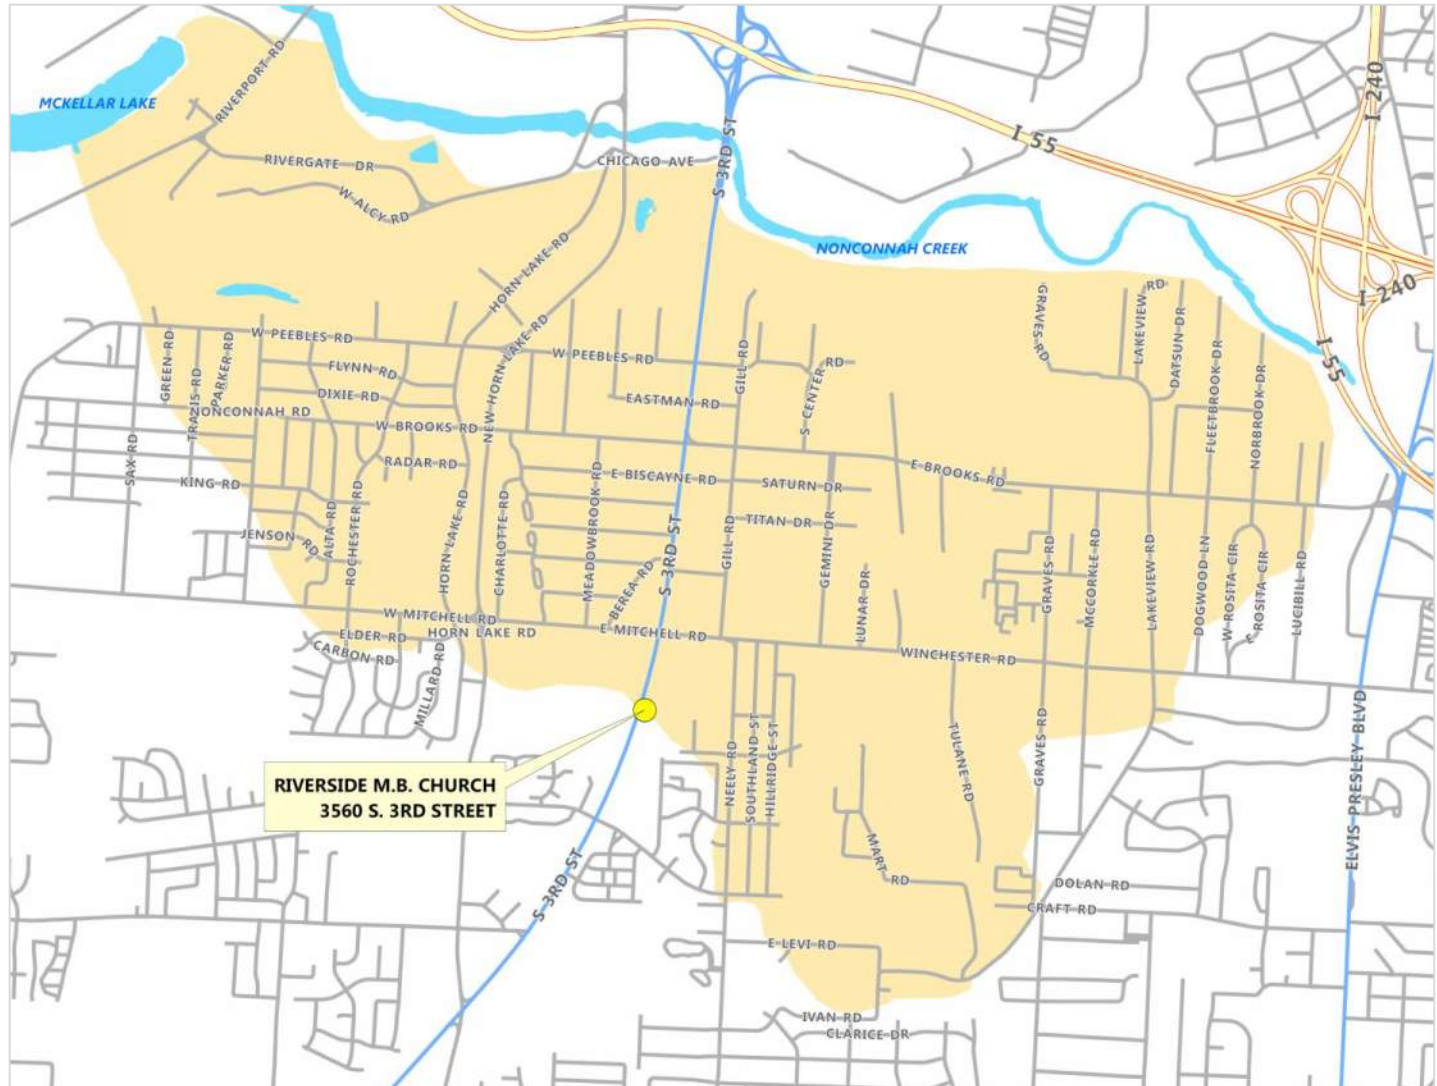 MCKELLAR LAKE
RIVERPORT RD
I 240
I 55
RIVERGATE DR
CHICAGO AVE
S 3RD ST
W ALCY RD
NONCONNAH CREEK
HORN LAKE RD
I 240
GRAVES RD
LAKEVIEW RD
DATSUN DR
W PEEBLES RD
NEW HORN LAKE RD
W PEEBLES RD
GILL RD
S CENTER RD
FLEETBROOK DR
I 55
GREEN RD
TRAVIS RD
PARKER RD
FLYNN RD
DIXIE RD
EASTMAN RD
NORBROOK DR
NONCONNAH RD
W BROOKS RD
SAX RD
RADAR RD
E BISCAYNE RD
SATURN DR
E BROOKS RD
KING RD
ALTA RD
ROCHESTER RD
HORN LAKE RD
CHARLOTTE RD
MEADOWBROOK RD
S 3RD ST
GILL RD
TITAN DR
GEMINI DR
JENSON RD
BEREA RD
LUNAR DR
GRAVES RD
MCCORKLE RD
LAKEVIEW RD
DOGWOOD LN
W ROSITA CIR
E ROSITA CIR
LUCIBILL RD
W MITCHELL RD
ELDER RD
HORN LAKE RD
E MITCHELL RD
WINCHESTER RD
CARBON RD
MILLARD RD
NEELY RD
SOUTHLAND ST
HILLRIDGE ST
TULANE RD
GRAVES RD
ELVIS PRESLEY BLVD
RIVERSIDE M.B. CHURCH
3560 S. 3RD STREET
S 3RD ST
MART RD
DOLAN RD
CRAFT RD
E LEVI RD
IVAN RD
CLARICE DR